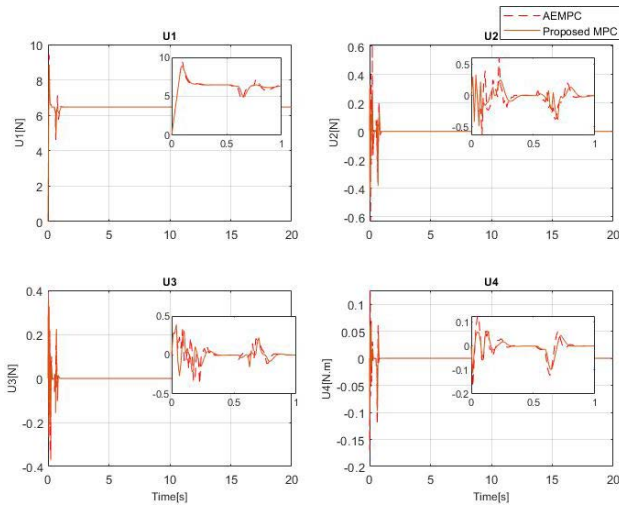 AEMPC
Proposed MPC
U1
U1[N]
10
8
6
4
2
0
0 5 10 15 20
10
5
0
0 0.5 1
U2
U2[N]
0.6
0.4
0.2
0
-0.2
-0.4
-0.6
0 5 10 15 20
0.5
0
-0.5
0 0.5 1
U3
U3[N]
0.4
0.2
0
-0.2
-0.4
0 5 10 15 20
Time[s]
0.5
0
-0.5
0 0.5 1
U4
U4[N.m]
0.1
0.05
0
-0.05
-0.1
-0.15
-0.2
0 5 10 15 20
Time[s]
0.1
0
-0.1
-0.2
0 0.5 1